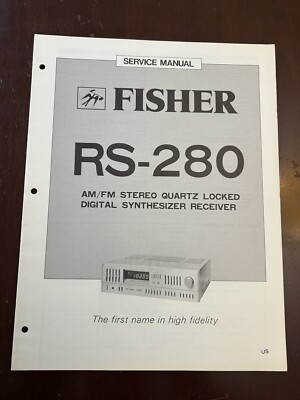 SERVICE MANUAL
FISHER
RS-280
AM/FM STEREO QUARTZ LOCKED
DIGITAL SYNTHESIZER RECEIVER
The first name in high fidelity
US